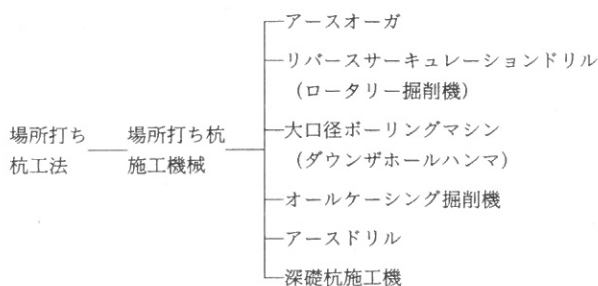 アースオーガ
リバースサーキュレーションドリル
（ロータリー掘削機）
場所打ち
杭工法
場所打ち杭
施工機械
大口径ボーリングマシン
（ダウンザホールハンマ）
オールケーシング掘削機
アースドリル
深礎杭施工機